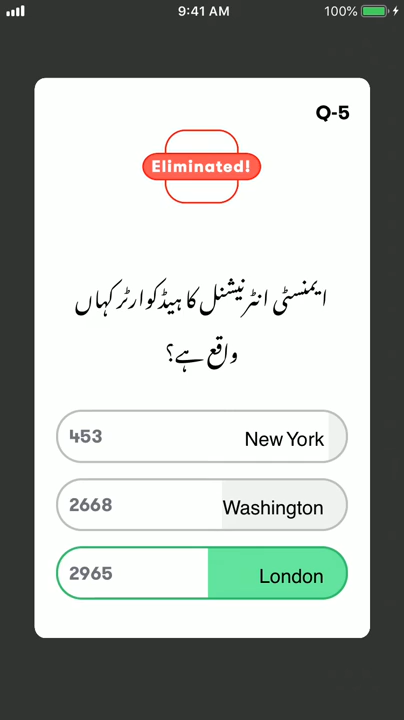 9:41 AM
100%
Q-5
Eliminated!
ایمنسٹی انٹرنیشنل کا ہیڈکوارٹر کہاں
واقع ہے؟
453 New York
2668 Washington
2965 London